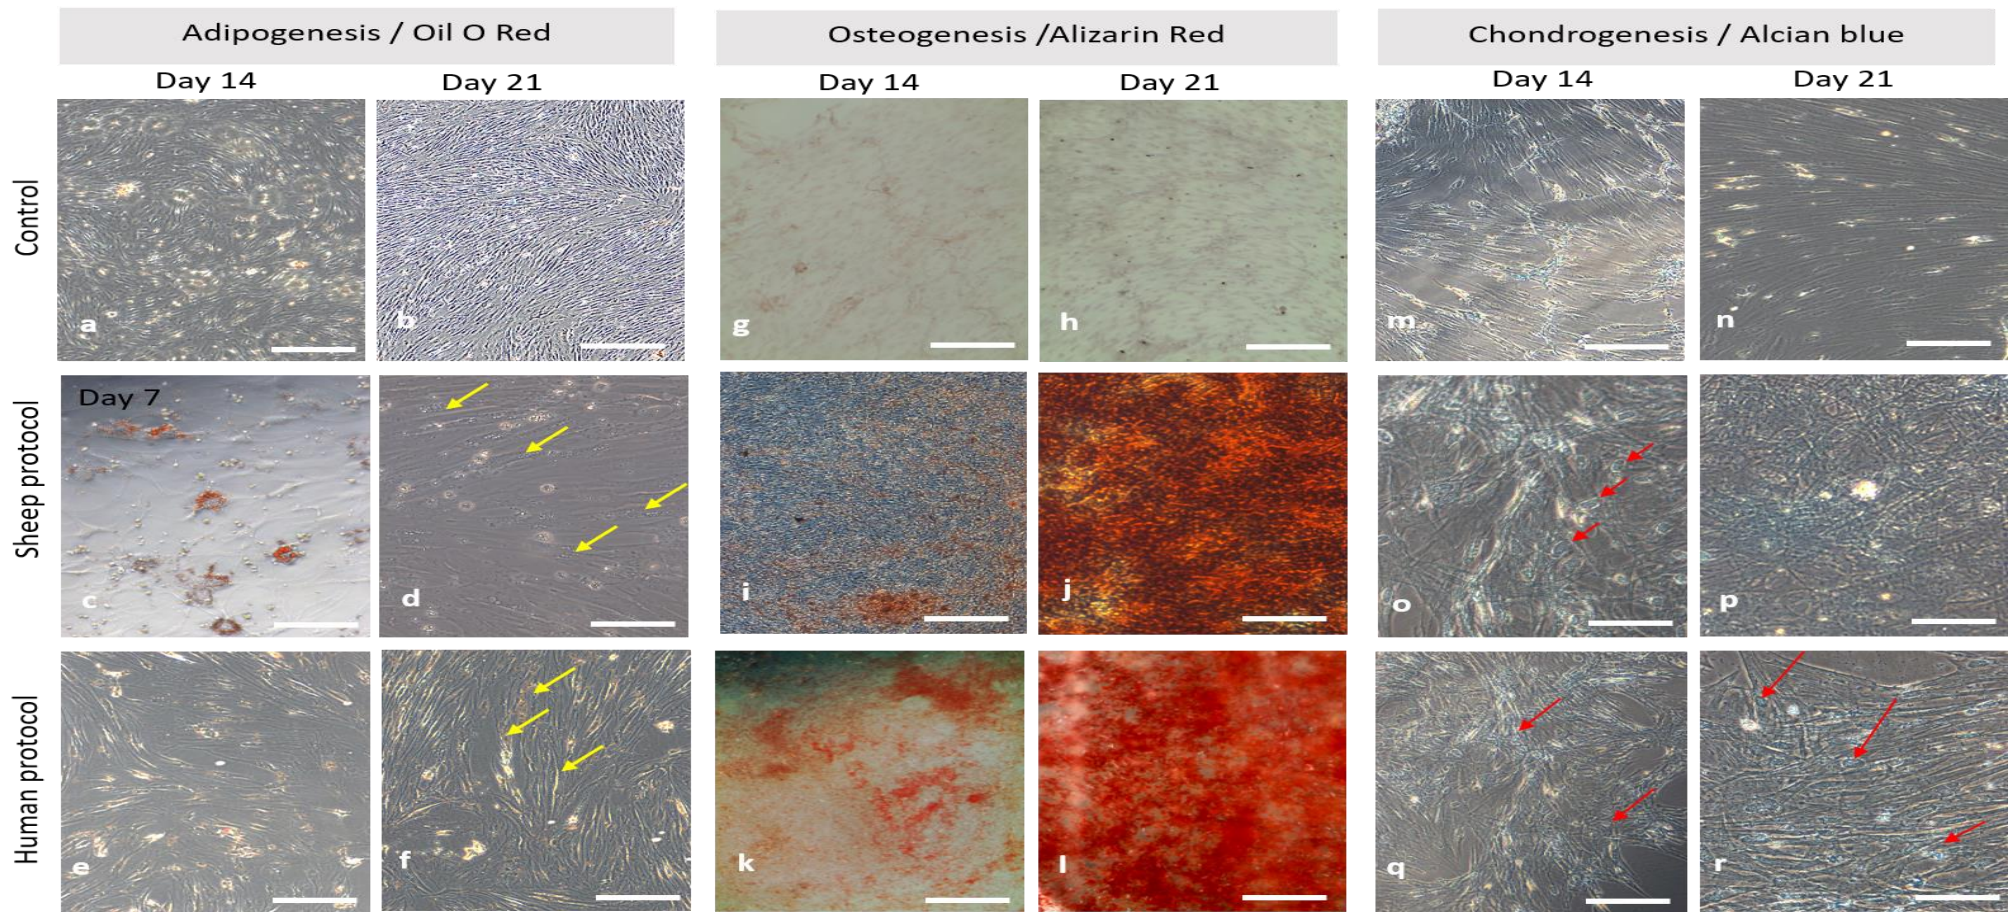 Adipogenesis / Oil O Red
Osteogenesis /Alizarin Red
Chondrogenesis / Alcian blue
Day 14
Day 21
Day 14
Day 21
Day 14
Day 21
Control
a
b
g
h
m
n
Sheep protocol
Day 7
c
d
i
j
o
p
Human protocol
e
f
k
l
q
r